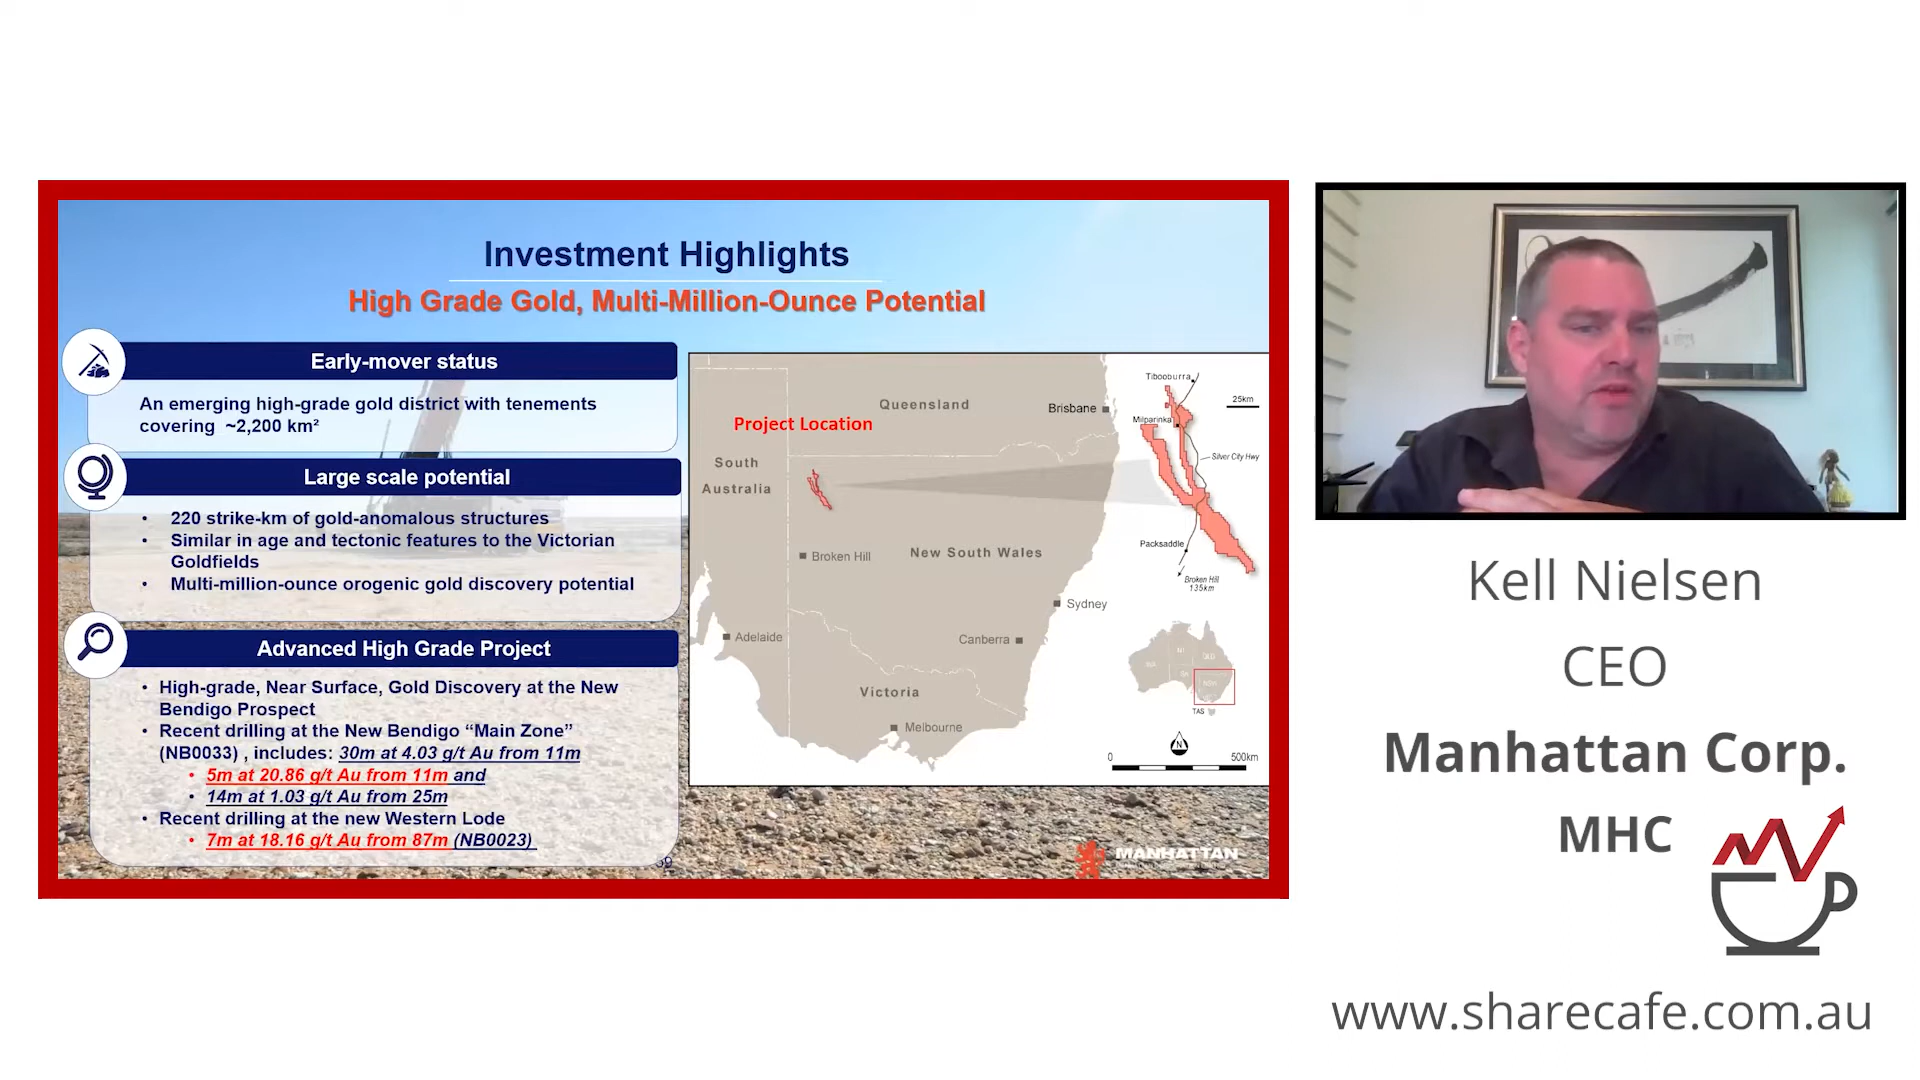 Investment Highlights
High Grade Gold, Multi-Million-Ounce Potential
Early-mover status
An emerging high-grade gold district with tenements
covering ~2,200 km²
Large scale potential
• 220 strike-km of gold-anomalous structures
• Similar in age and tectonic features to the Victorian
Goldfields
• Multi-million-ounce orogenic gold discovery potential
Advanced High Grade Project
• High-grade, Near Surface, Gold Discovery at the New
Bendigo Prospect
• Recent drilling at the New Bendigo “Main Zone”
(NB0033) , includes: 30m at 4.03 g/t Au from 11m
• 5m at 20.86 g/t Au from 11m and
• 14m at 1.03 g/t Au from 25m
• Recent drilling at the new Western Lode
• 7m at 18.16 g/t Au from 87m (NB0023)
Project Location
Queensland
Brisbane
South
Australia
Broken Hill
New South Wales
Sydney
Canberra
Adelaide
Victoria
Melbourne
Tibooburra
25km
Milparinka
Silver City Hwy
Packsaddle
Broken Hill
135km
WA
NT
QLD
SA
NSW
TAS
N
0
500km
MANHATTAN
Kell Nielsen
CEO
Manhattan Corp.
MHC
www.sharecafe.com.au